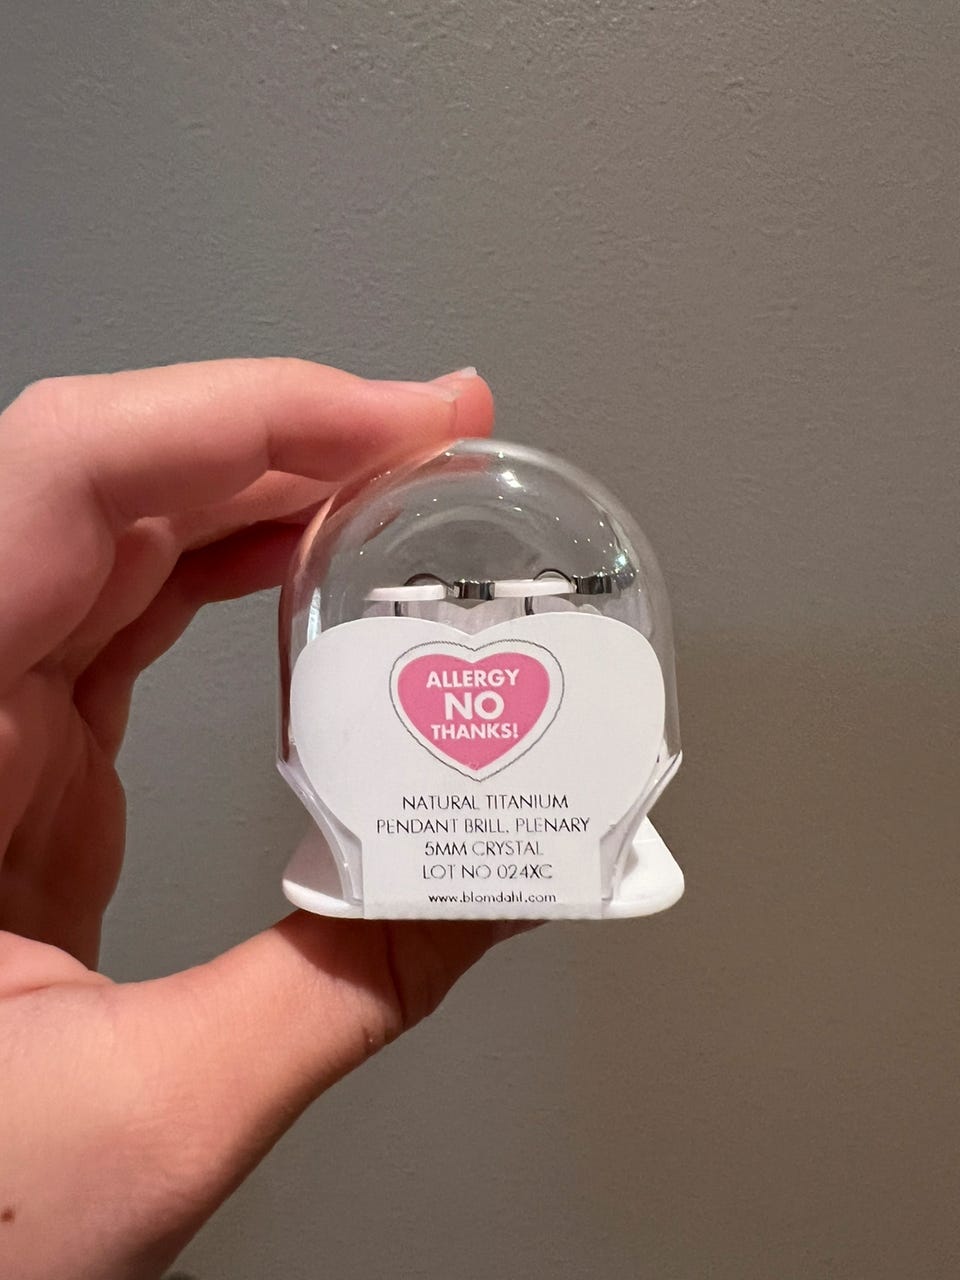 ALLERGY
NO
THANKS!
NATURAL TITANIUM
PENDANT BRILL. PLENARY
5MM CRYSTAL
LOT NO 024XC
www.blomdahl.com